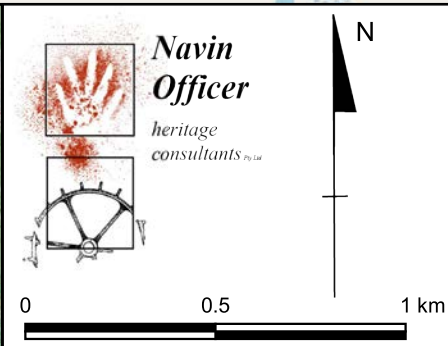 Navin
Officer
heritage
consultants Pty Ltd
N
0 0.5 1 km